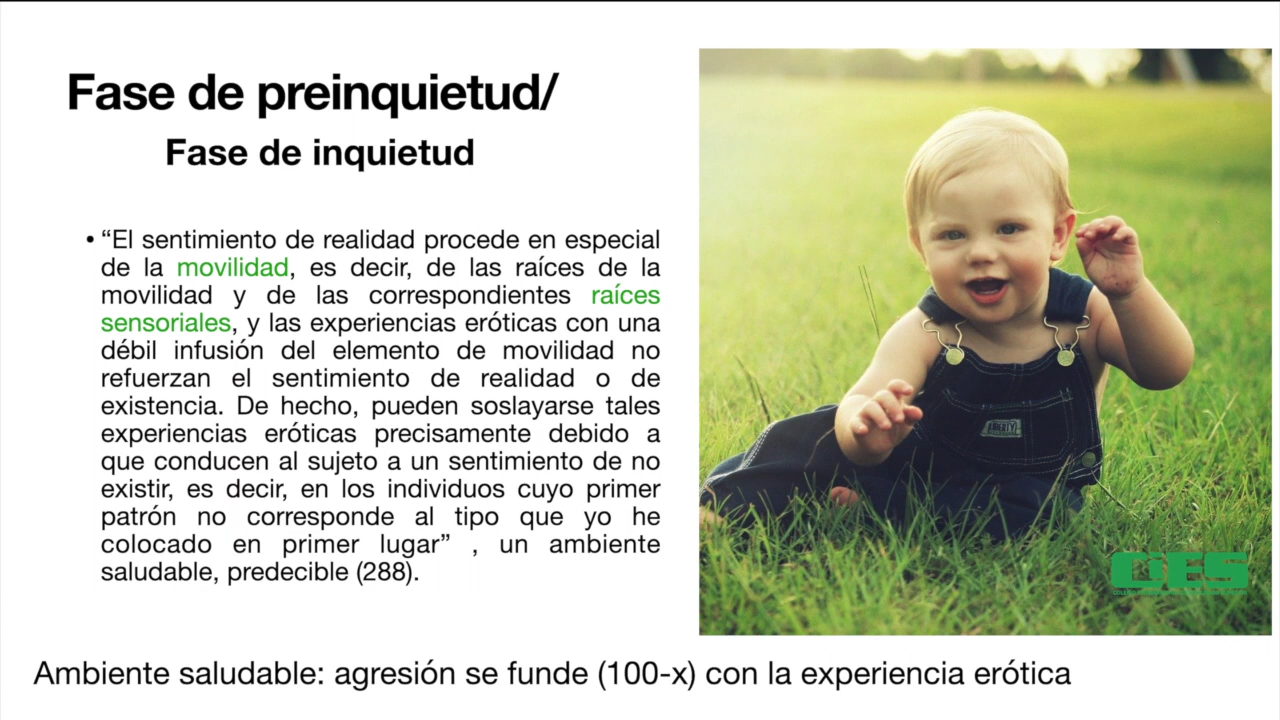 Fase de preinquietud/
Fase de inquietud
• “El sentimiento de realidad procede en especial
de la movilidad, es decir, de las raíces de la
movilidad y de las correspondientes raíces
sensoriales, y las experiencias eróticas con una
débil infusión del elemento de movilidad no
refuerzan el sentimiento de realidad o de
existencia. De hecho, pueden soslayarse tales
experiencias eróticas precisamente debido a
que conducen al sujeto a un sentimiento de no
existir, es decir, en los individuos cuyo primer
patrón no corresponde al tipo que yo he
colocado en primer lugar” , un ambiente
saludable, predecible (288).
LIBERTY
CiES
Ambiente saludable: agresión se funde (100-x) con la experiencia erótica